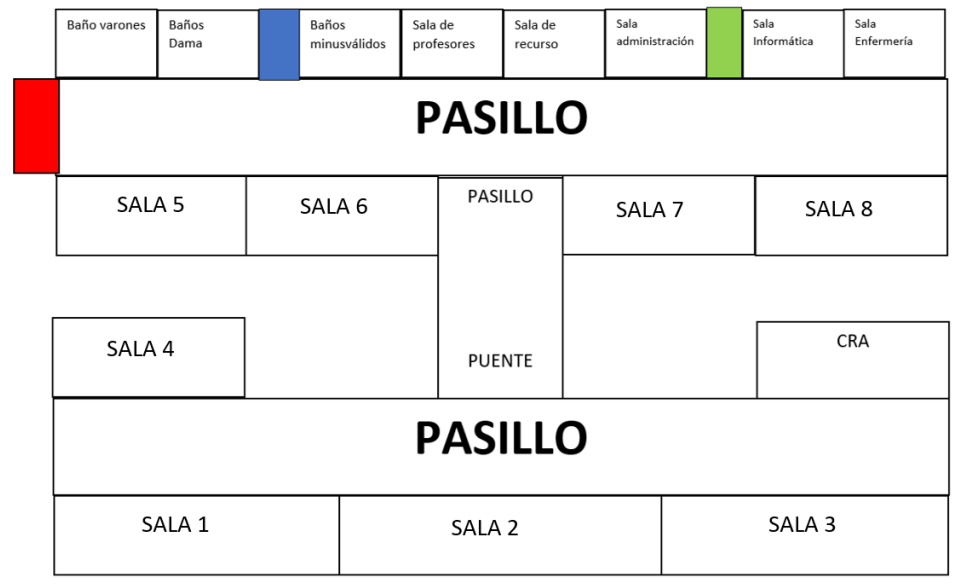 Baño varones
Baños
Dama
Baños
minusválidos
Sala de
profesores
Sala de
recurso
Sala
administración
Sala
Informática
Sala
Enfermería
PASILLO
SALA 5
SALA 6
PASILLO
SALA 7
SALA 8
SALA 4
PUENTE
CRA
PASILLO
SALA 1
SALA 2
SALA 3